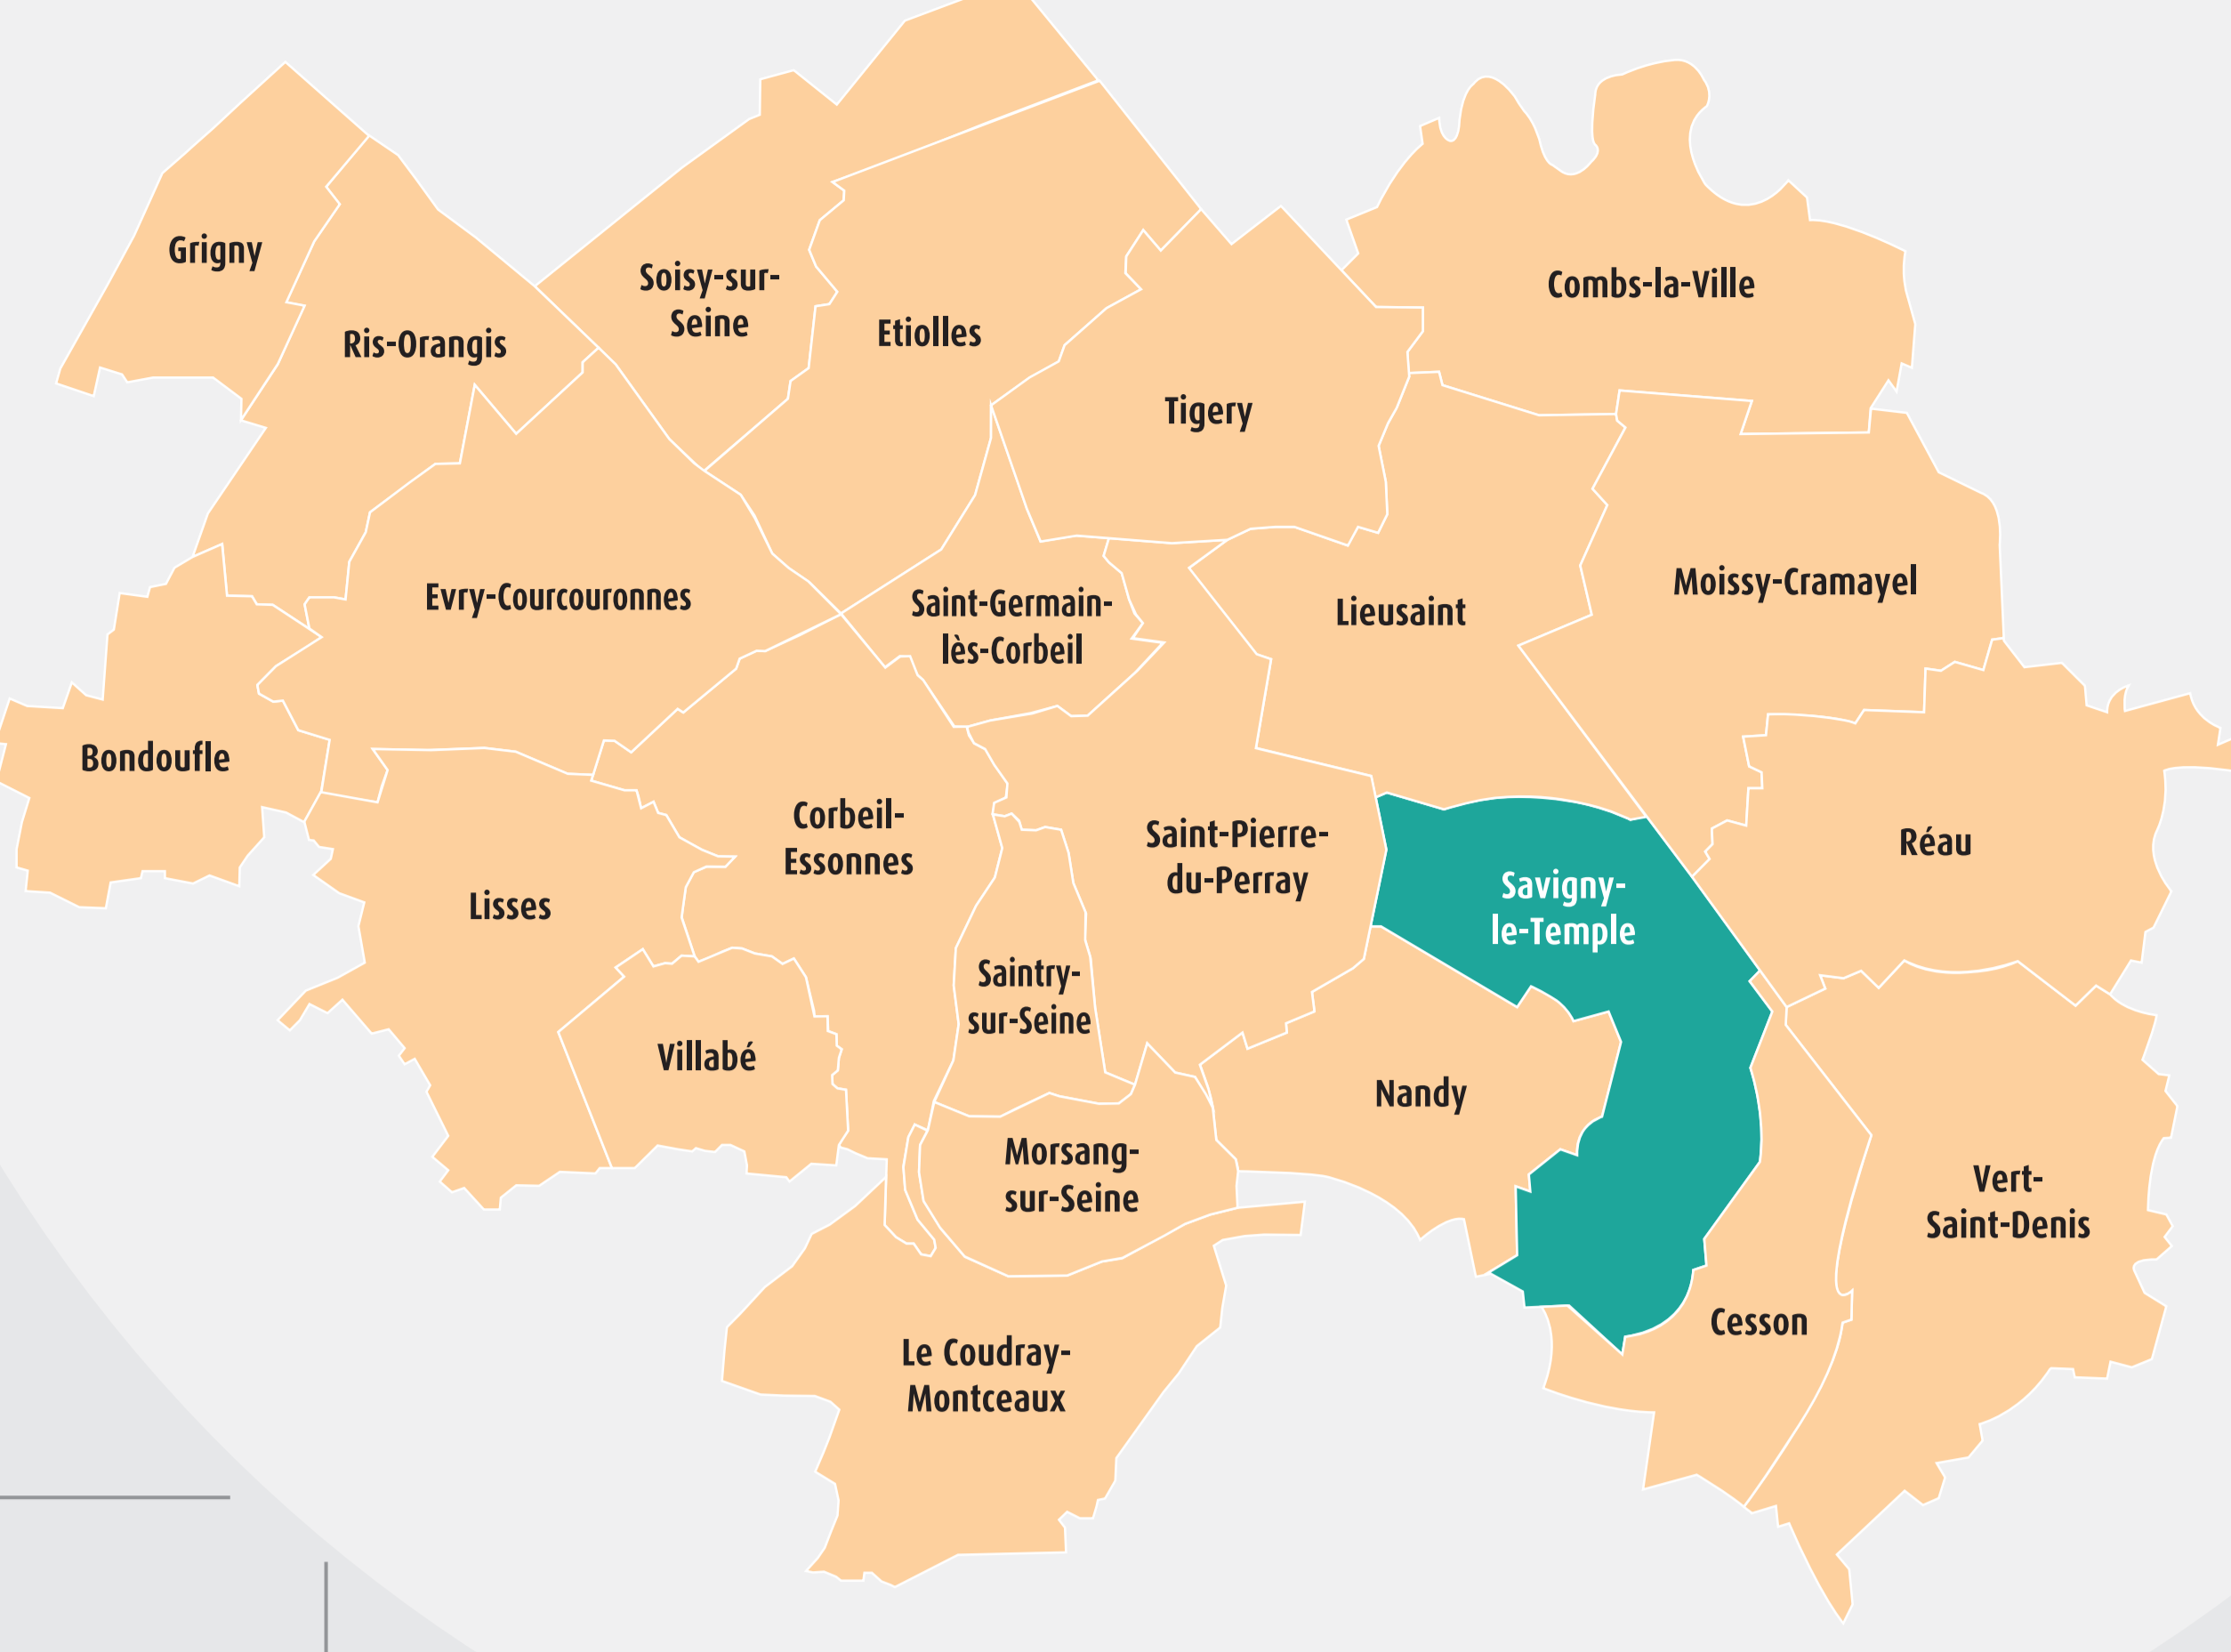 Grigny
Ris-Orangis
Soisy-sur-
Seine
Etiolles
Combs-la-Ville
Tigery
Evry-Courcouronnes
Saint-Germain-
lès-Corbeil
Lieusaint
Moissy-Cramayel
Bondoufle
Corbeil-
Essonnes
Saint-Pierre-
du-Perray
Réau
Savigny-
le-Temple
Lisses
Saintry-
sur-Seine
Villabé
Nandy
Morsang-
sur-Seine
Vert-
Saint-Denis
Cesson
Le Coudray-
Montceaux